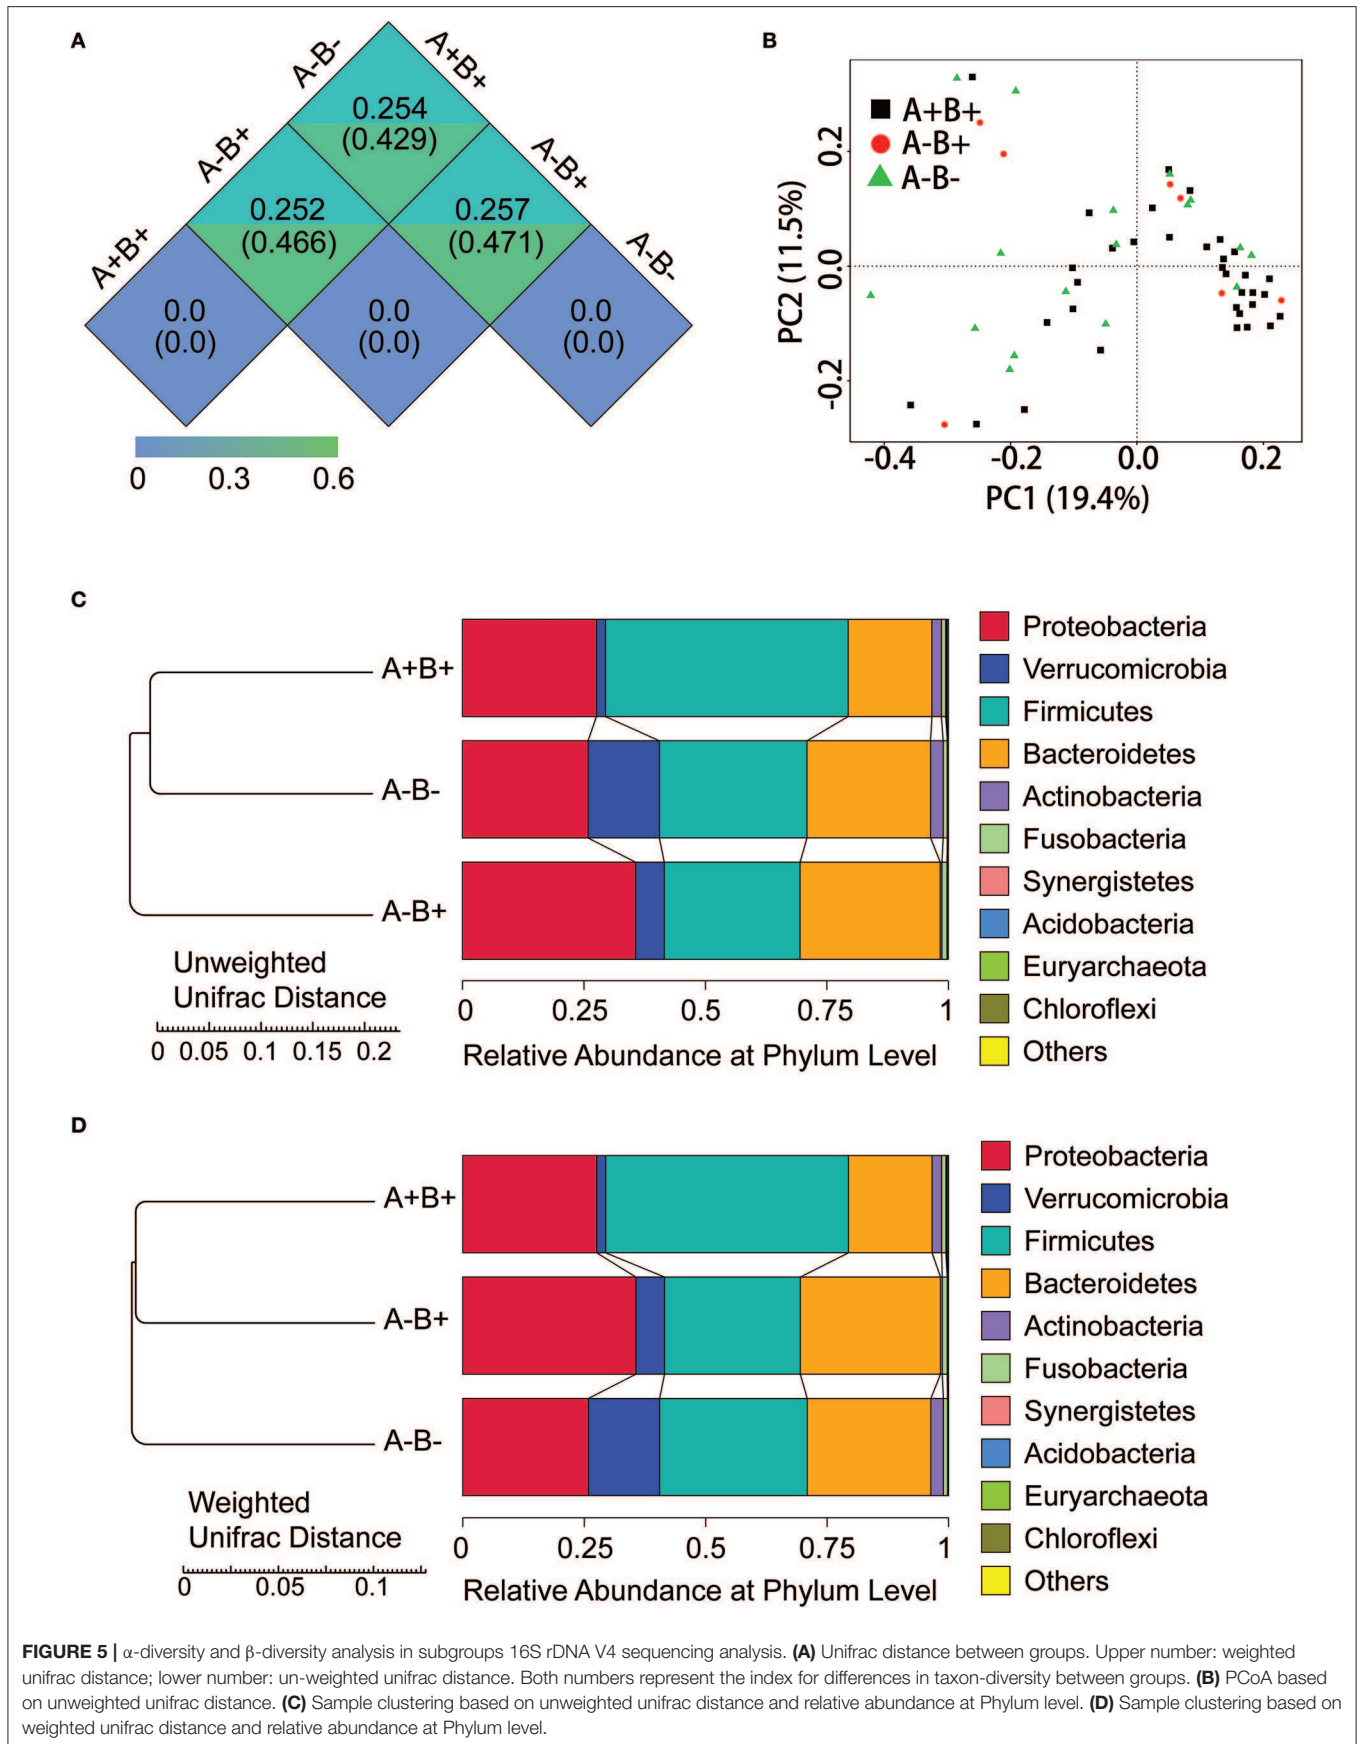 A
A-B-
A+B+
0.254
(0.429)
A-B+
A-B+
0.252
(0.466)
0.257
(0.471)
A+B+
A-B-
0.0
(0.0)
0.0
(0.0)
0.0
(0.0)
0 0.3 0.6
B
A+B+
A-B+
A-B-
PC2 (11.5%)
0.2
0.0
-0.2
-0.4 -0.2 0.0 0.2
PC1 (19.4%)
C
A+B+
A-B-
A-B+
Unweighted
Unifrac Distance
0 0.05 0.1 0.15 0.2
0 0.25 0.5 0.75 1
Relative Abundance at Phylum Level
Proteobacteria
Verrucomicrobia
Firmicutes
Bacteroidetes
Actinobacteria
Fusobacteria
Synergistetes
Acidobacteria
Euryarchaeota
Chloroflexi
Others
D
A+B+
A-B+
A-B-
Weighted
Unifrac Distance
0 0.05 0.1
0 0.25 0.5 0.75 1
Relative Abundance at Phylum Level
Proteobacteria
Verrucomicrobia
Firmicutes
Bacteroidetes
Actinobacteria
Fusobacteria
Synergistetes
Acidobacteria
Euryarchaeota
Chloroflexi
Others
FIGURE 5 | α-diversity and β-diversity analysis in subgroups 16S rDNA V4 sequencing analysis. (A) Unifrac distance between groups. Upper number: weighted
unifrac distance; lower number: un-weighted unifrac distance. Both numbers represent the index for differences in taxon-diversity between groups. (B) PCoA based
on unweighted unifrac distance. (C) Sample clustering based on unweighted unifrac distance and relative abundance at Phylum level. (D) Sample clustering based on
weighted unifrac distance and relative abundance at Phylum level.